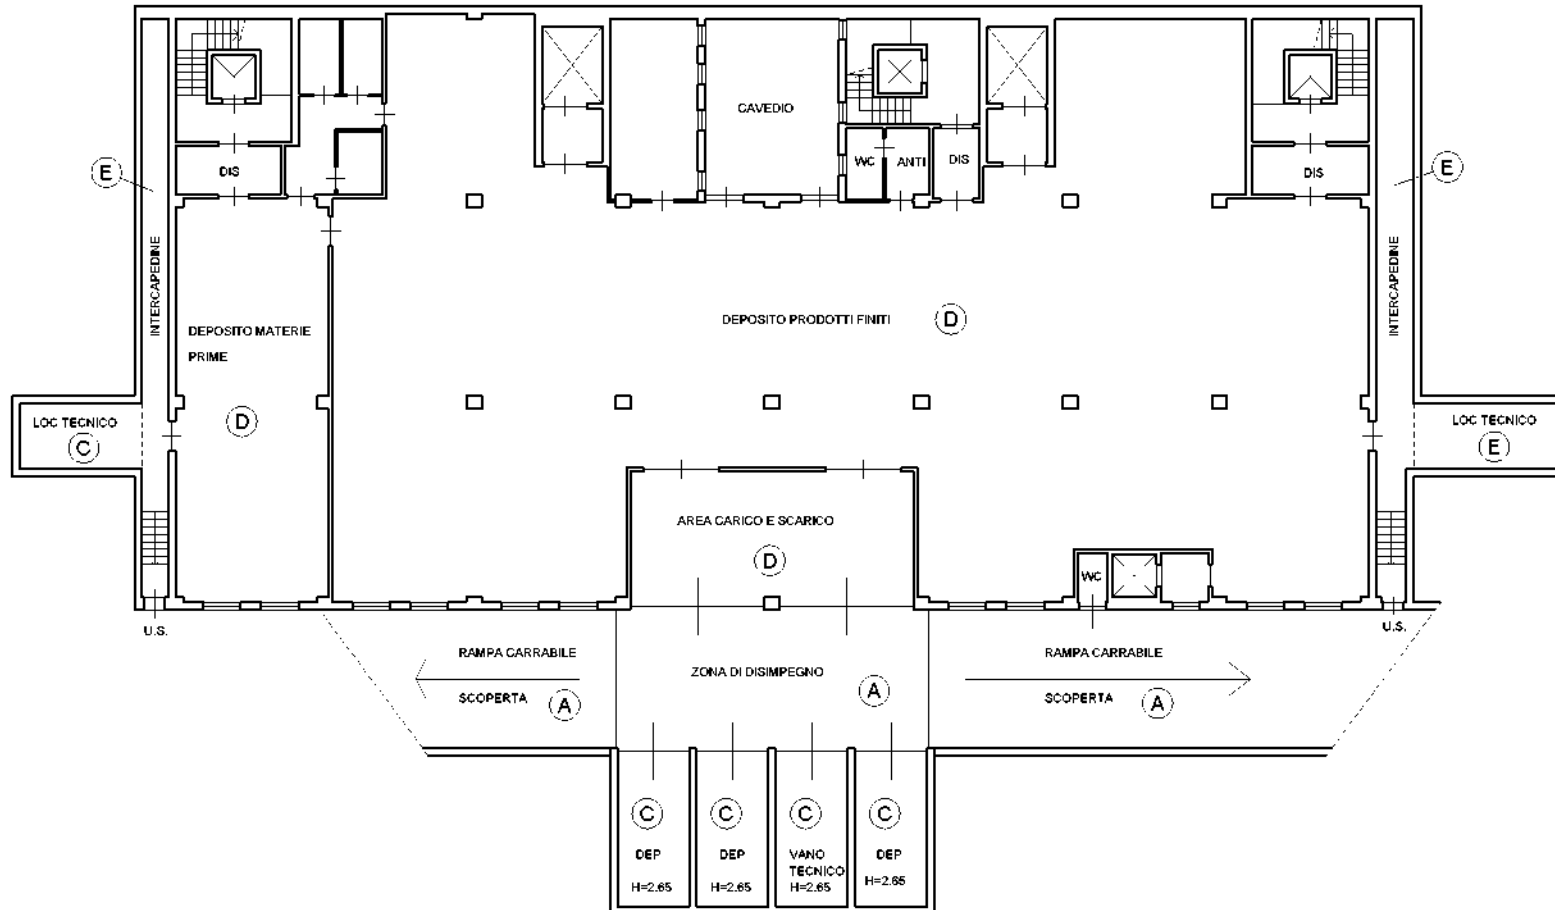 CAVEDIO
WC
ANTI
DIS
DIS
DIS
E
E
INTERCAPEDINE
INTERCAPEDINE
DEPOSITO MATERIE
PRIME
D
DEPOSITO PRODOTTI FINITI
D
LOC TECNICO
C
LOC TECNICO
E
AREA CARICO E SCARICO
D
WC
U.S.
U.S.
RAMPA CARRABILE
SCOPERTA
A
ZONA DI DISIMPEGNO
A
RAMPA CARRABILE
SCOPERTA
A
C
DEP
H=2.65
C
DEP
H=2.65
C
VANO
TECNICO
H=2.65
C
DEP
H=2.65